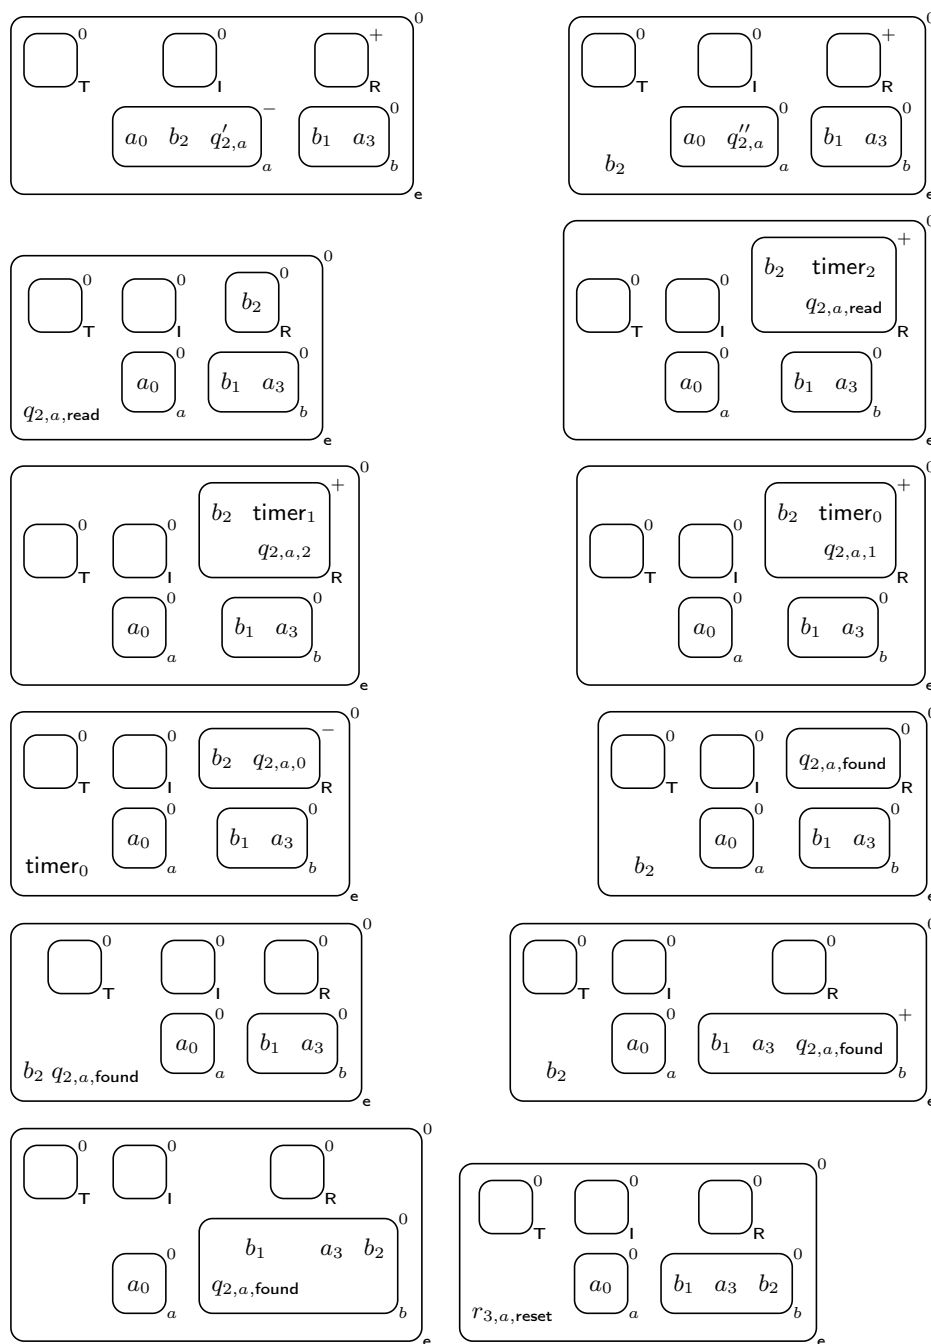 0
0 0 +
T I R
− 0
a₀ b₂ q′₂,ₐ b₁ a₃
a b
e
0
0 0 +
T I R
0 0
a₀ q″₂,ₐ b₁ a₃
b₂ a b
e
0
0 0 0
b₂
T I R
0 0
a₀ b₁ a₃
q₂,ₐ,read a b
e
0
+
b₂ timer₂
0 0
q₂,ₐ,read
T I R
0 0
a₀ b₁ a₃
a b
e
0
+
b₂ timer₁
0 0
q₂,ₐ,₂
T I R
0 0
a₀ b₁ a₃
a b
e
0
+
b₂ timer₀
0 0
q₂,ₐ,₁
T I R
0 0
a₀ b₁ a₃
a b
e
0
0 0 −
b₂ q₂,ₐ,₀
T I R
0 0
a₀ b₁ a₃
timer₀ a b
e
0
0 0 0
q₂,ₐ,found
T I R
0 0
a₀ b₁ a₃
b₂ a b
e
0
0 0 0
T I R
0 0
a₀ b₁ a₃
b₂ q₂,ₐ,found a b
e
0
0 0 0
T I R
0 +
a₀ b₁ a₃ q₂,ₐ,found
b₂ a b
e
0
0 0 0
T I R
0
b₁ a₃ b₂
0
a₀ q₂,ₐ,found
a b
e
0
0 0 0
T I R
0 0
a₀ b₁ a₃ b₂
r₃,ₐ,reset a b
e